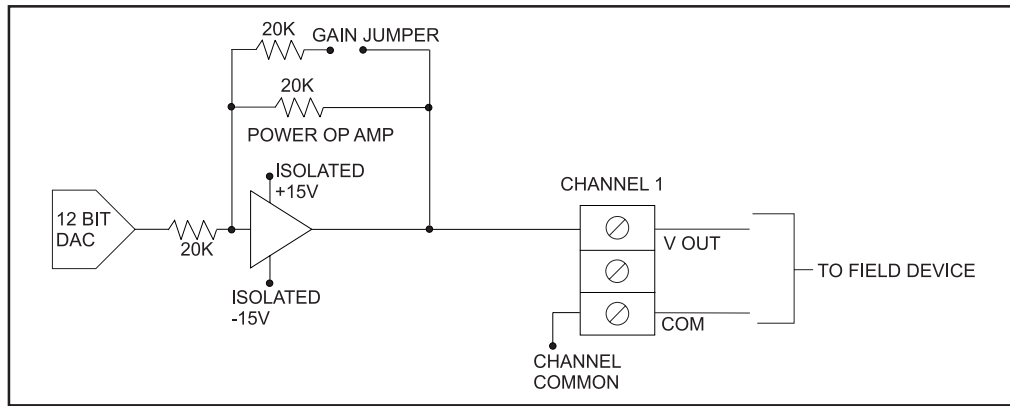 20K
GAIN JUMPER
20K
POWER OP AMP
ISOLATED
+15V
12 BIT
DAC
20K
ISOLATED
-15V
CHANNEL 1
V OUT
COM
CHANNEL
COMMON
TO FIELD DEVICE